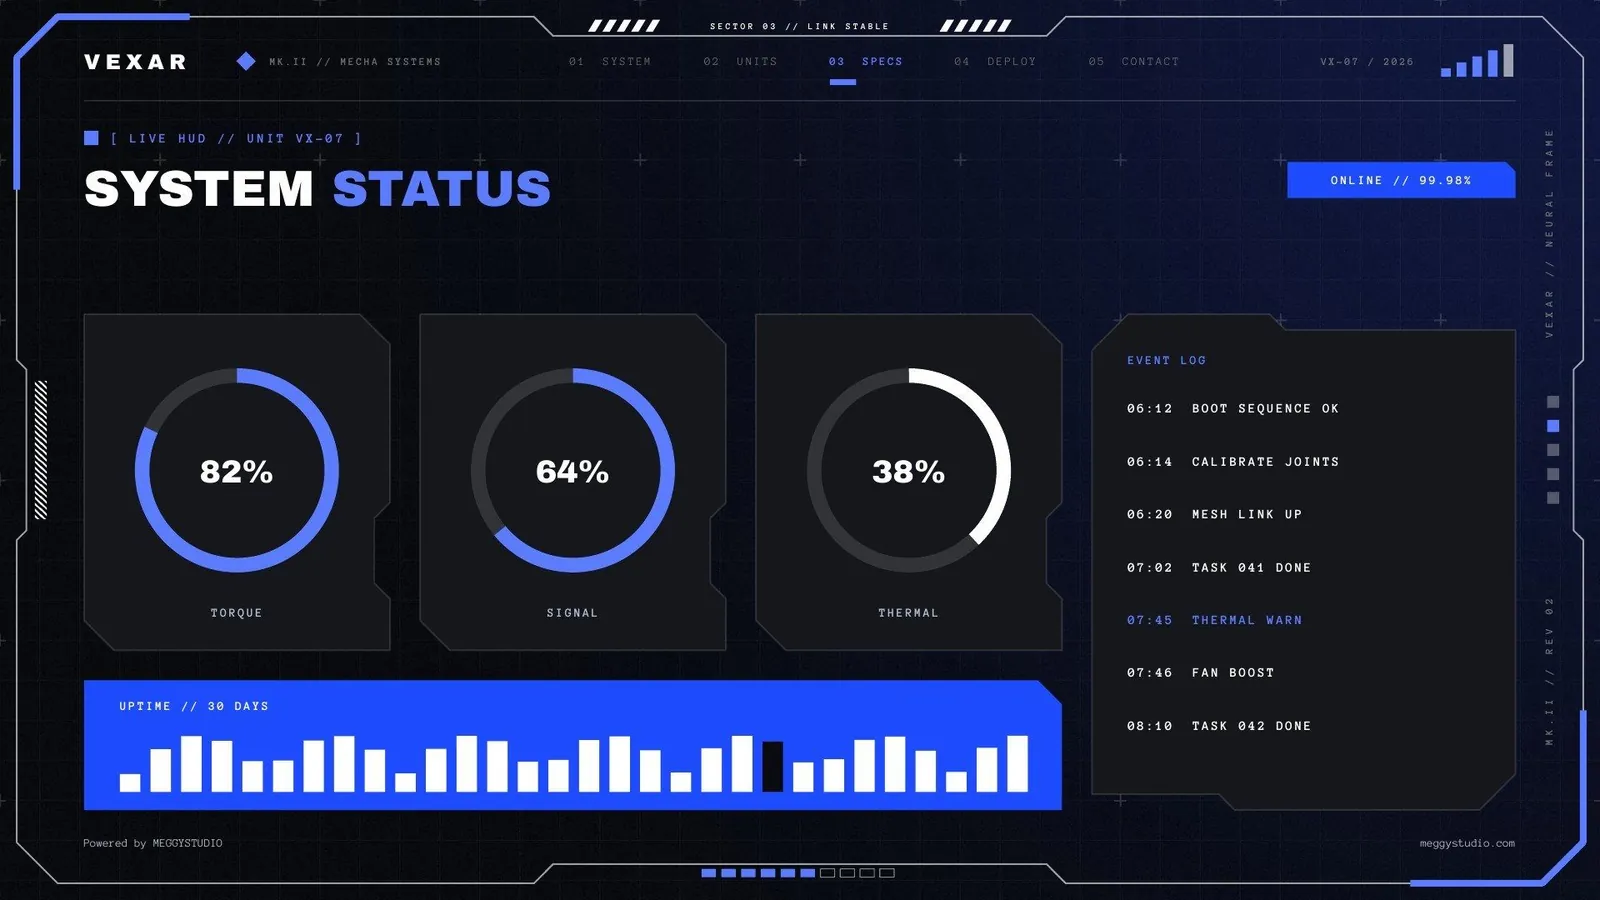 SECTOR 03 // LINK STABLE
VEXAR
MK.II // MECHA SYSTEMS
01 SYSTEM
02 UNITS
03 SPECS
04 DEPLOY
05 CONTACT
VX-07 / 2026
[ LIVE HUD // UNIT VX-07 ]
SYSTEM STATUS
ONLINE // 99.98%
VEXAR // NEURAL FRAME
82%
TORQUE
64%
SIGNAL
38%
THERMAL
EVENT LOG
06:12 BOOT SEQUENCE OK
06:14 CALIBRATE JOINTS
06:20 MESH LINK UP
07:02 TASK 041 DONE
07:45 THERMAL WARN
07:46 FAN BOOST
08:10 TASK 042 DONE
MK.II // REV 02
UPTIME // 30 DAYS
Powered by MEGGYSTUDIO
meggystudio.com